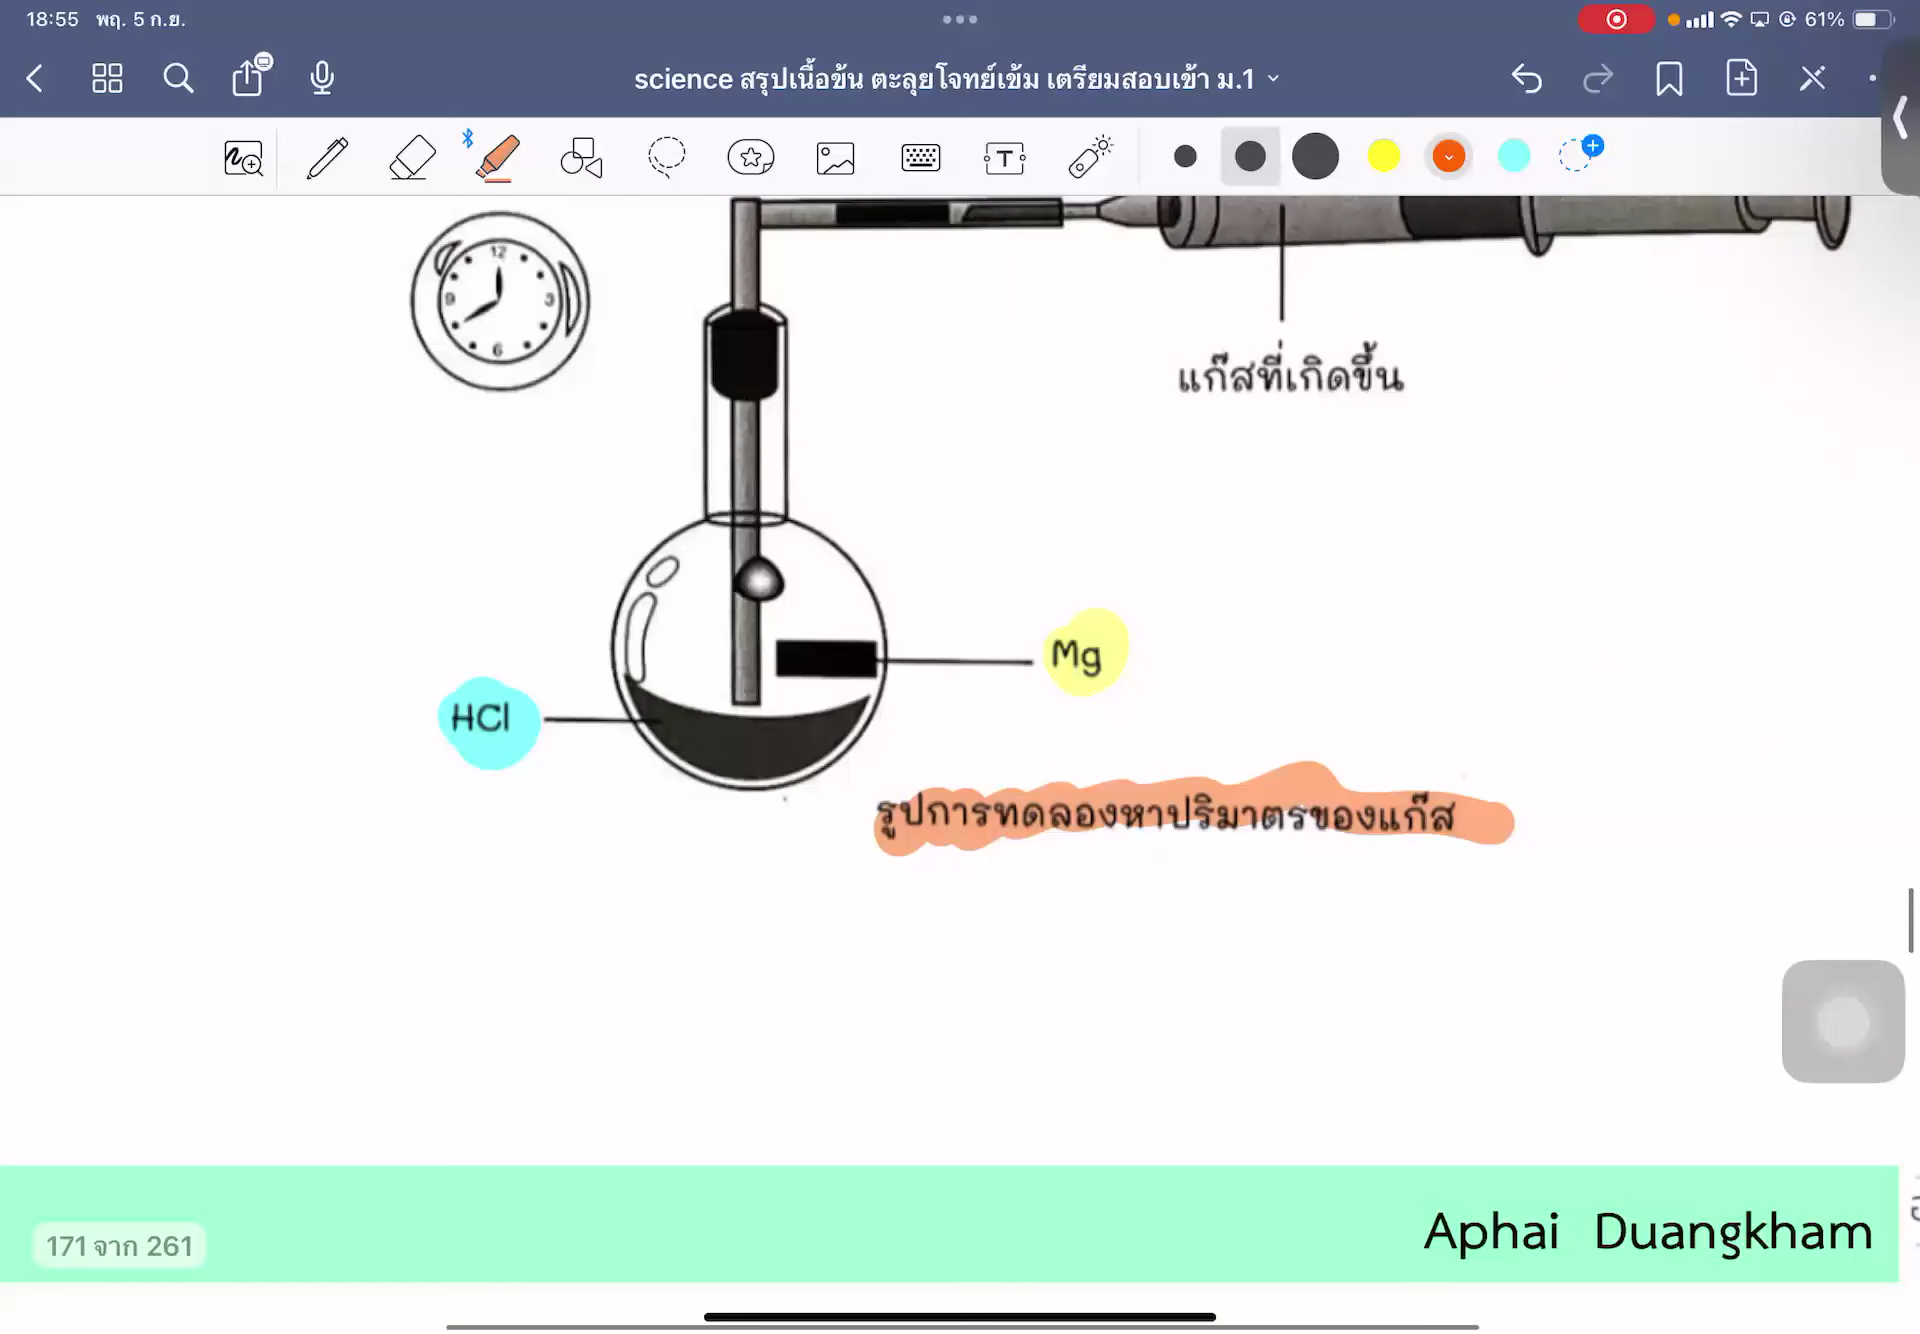 18:55 พฤ. 5 ก.ย.
61%
science สรุปเนื้อข้น ตะลุยโจทย์เข้ม เตรียมสอบเข้า ม.1
T
12
9
3
6
แก๊สที่เกิดขึ้น
Mg
HCl
รูปการทดลองหาปริมาตรของแก๊ส
Aphai Duangkham
171 จาก 261